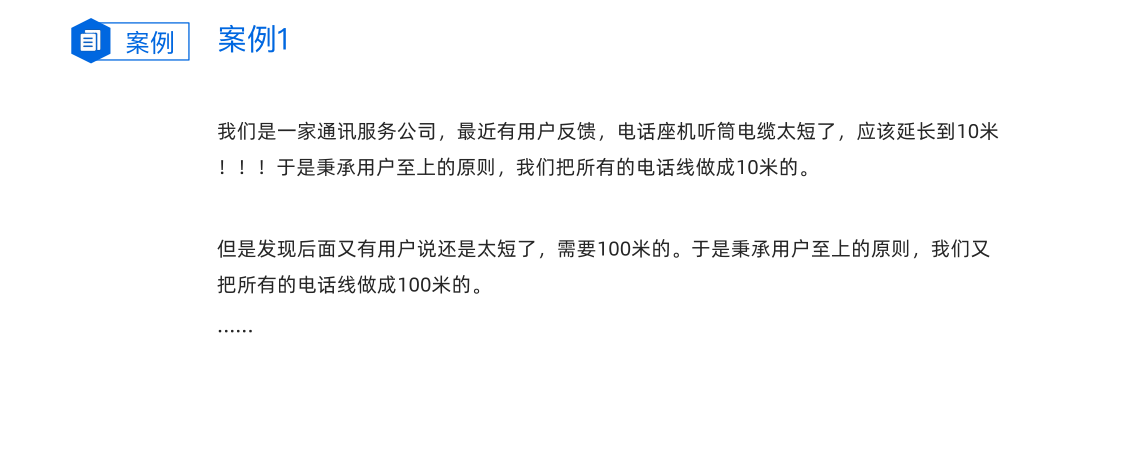 案例
案例1
我们是一家通讯服务公司，最近有用户反馈，电话座机听筒电缆太短了，应该延长到10米
！！！于是秉承用户至上的原则，我们把所有的电话线做成10米的。
但是发现后面又有用户说还是太短了，需要100米的。于是秉承用户至上的原则，我们又
把所有的电话线做成100米的。
……